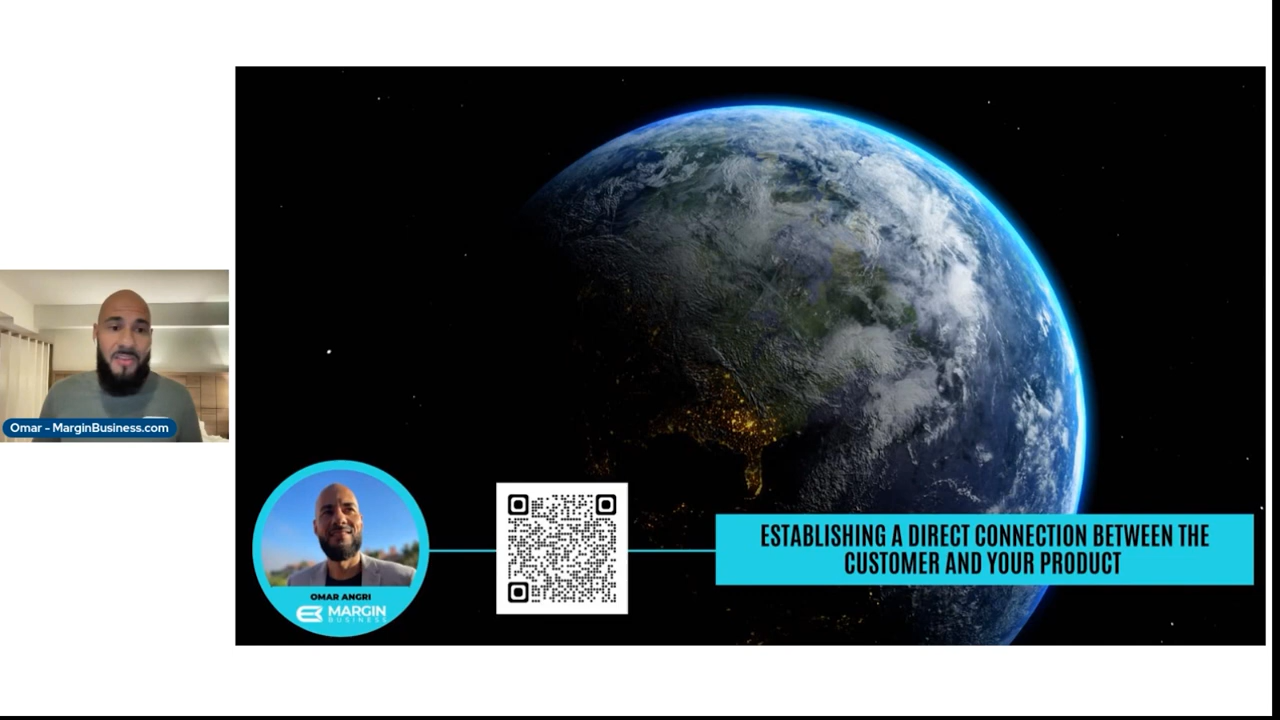 Omar - MarginBusiness.com
OMAR ANGRI
MARGIN
BUSINESS
ESTABLISHING A DIRECT CONNECTION BETWEEN THE
CUSTOMER AND YOUR PRODUCT